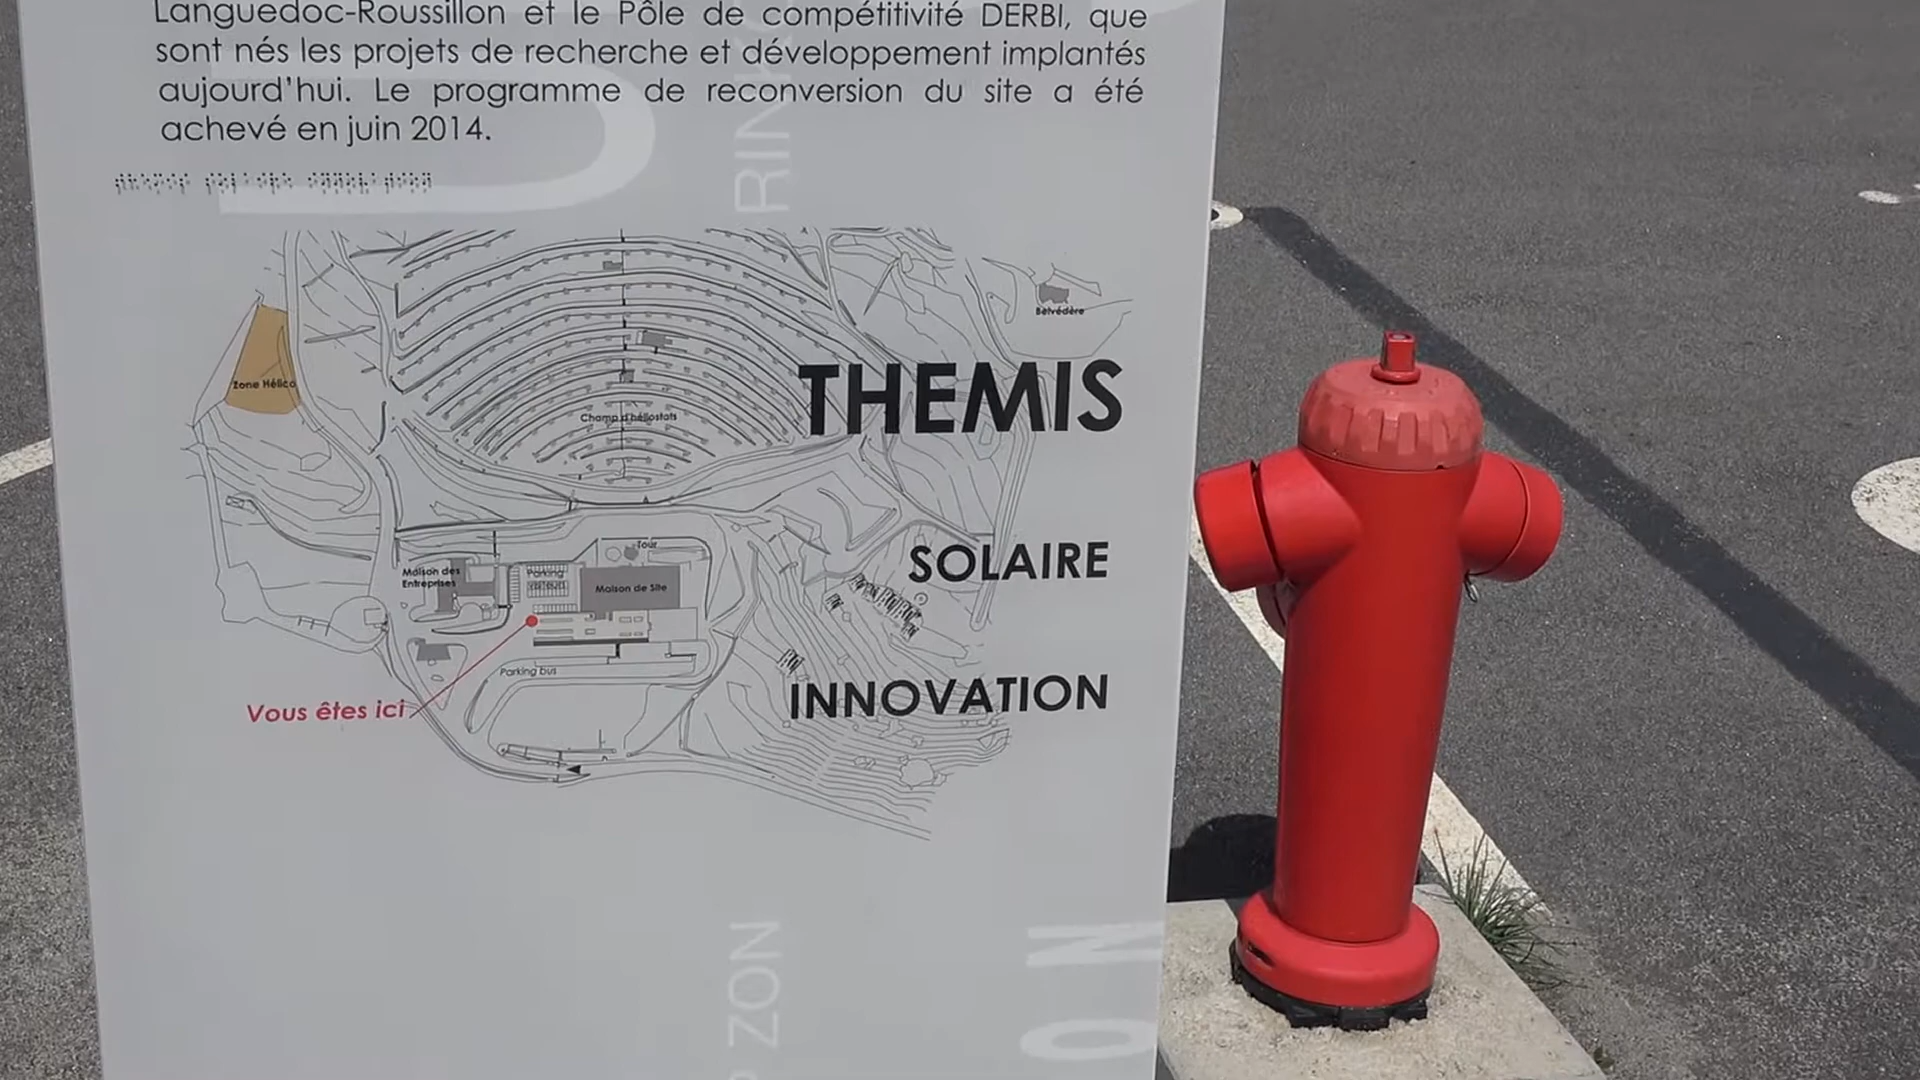 Languedoc-Roussillon et le Pôle de compétitivité DERBI, que
sont nés les projets de recherche et développement implantés
aujourd'hui. Le programme de reconversion du site a été
achevé en juin 2014.
Belvédère
Zone Hélico
THEMIS
Champ d'héliostats
Tour
SOLAIRE
Maison des
Entreprises
Parking
Maison de Site
Parking bus
INNOVATION
Vous êtes ici
ZON